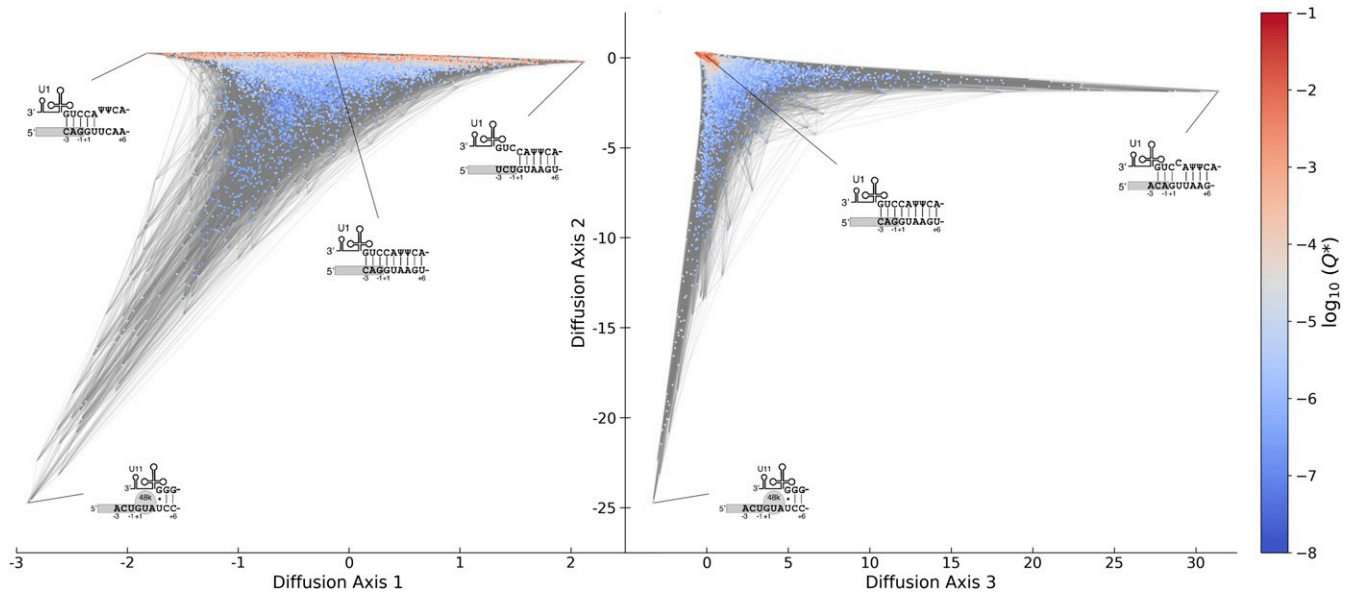 U1
3' GUCCAΨΨCA-
5' CAGGUUCAA-
-3 -1+1 +6
U1
3' GUC CAΨΨCA-
5' UCUGUAAGU-
-3 -1+1 +6
U1
3' GUCCAΨΨCA-
5' CAGGUAAGU-
-3 -1+1 +6
U11
3' GGG-
48k
5' ACUGUAUCC-
-3 -1 +1 +6
-3 -2 -1 0 1 2
Diffusion Axis 1
Diffusion Axis 2
0
-5
-10
-15
-20
-25
U1
3' GUCCAΨΨCA-
5' ACAGUUAAG-
-3 -1+1 +6
U1
3' GUCCAΨΨCA-
5' CAGGUAAGU-
-3 -1+1 +6
U11
3' GGG-
48k
5' ACUGUAUCC-
-3 -1 +1 +6
0 5 10 15 20 25 30
Diffusion Axis 3
−1
−2
−3
−4
−5
−6
−7
−8
log10 (Q*)